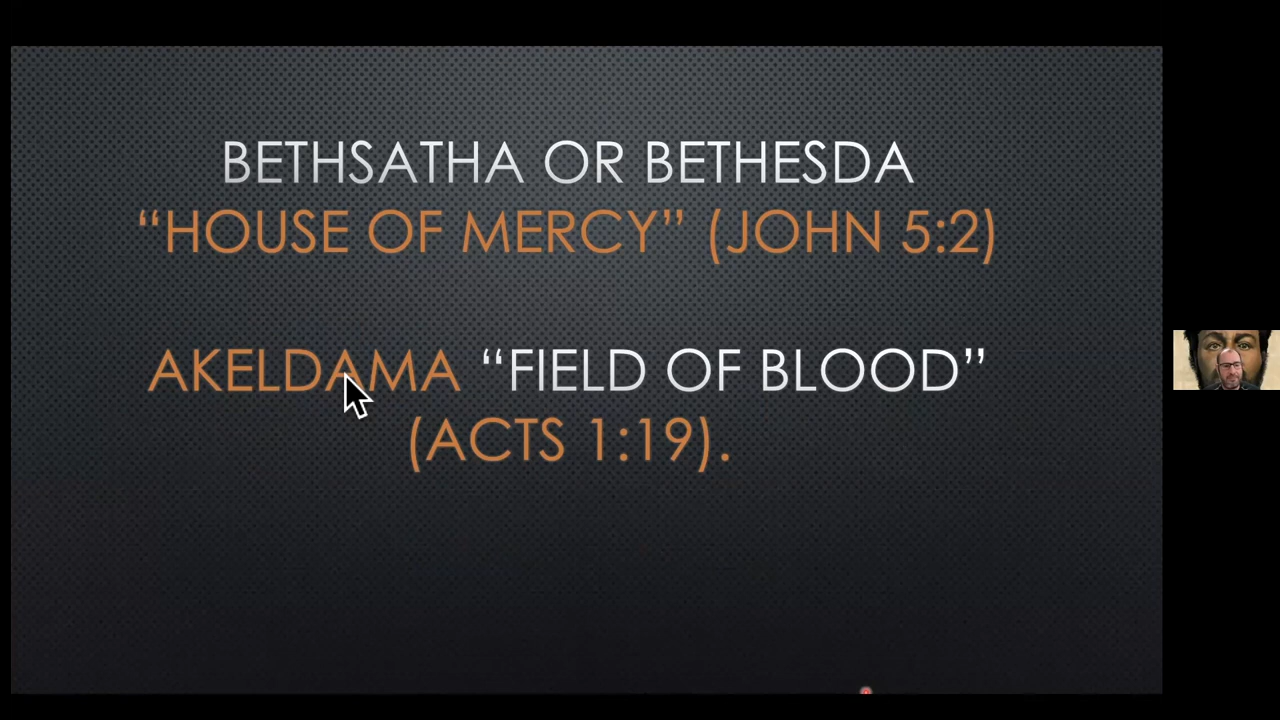 BETHSATHA OR BETHESDA
“HOUSE OF MERCY” (JOHN 5:2)
AKELDAMA “FIELD OF BLOOD”
(ACTS 1:19).